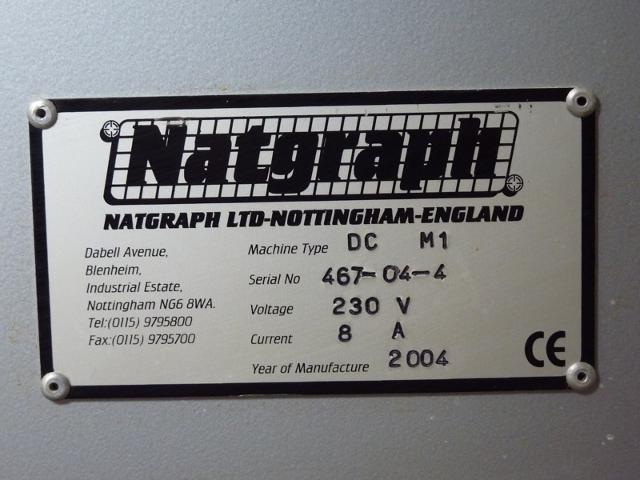 Natgraph
NATGRAPH LTD-NOTTINGHAM-ENGLAND
Dabell Avenue,
Blenheim,
Industrial Estate,
Nottingham NG6 8WA.
Tel:(0115) 9795800
Fax:(0115) 9795700
Machine Type DC M1
Serial No 467-04-4
Voltage 230 V
Current 8 A
Year of Manufacture 2004
CE